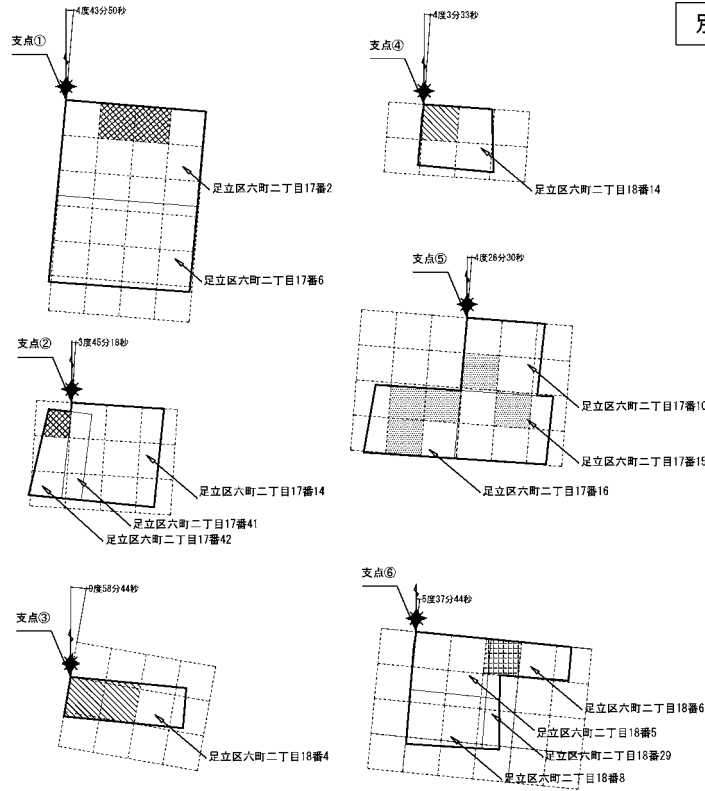 別
4度43分50秒
支点①
足立区六町二丁目17番2
足立区六町二丁目17番6
4度3分33秒
支点④
足立区六町二丁目18番14
支点⑤
4度26分30秒
足立区六町二丁目17番10
足立区六町二丁目17番15
足立区六町二丁目17番16
支点②
3度45分18秒
足立区六町二丁目17番14
足立区六町二丁目17番41
足立区六町二丁目17番42
9度58分44秒
支点③
足立区六町二丁目18番4
支点⑥
5度37分44秒
足立区六町二丁目18番6
足立区六町二丁目18番5
足立区六町二丁目18番29
足立区六町二丁目18番8